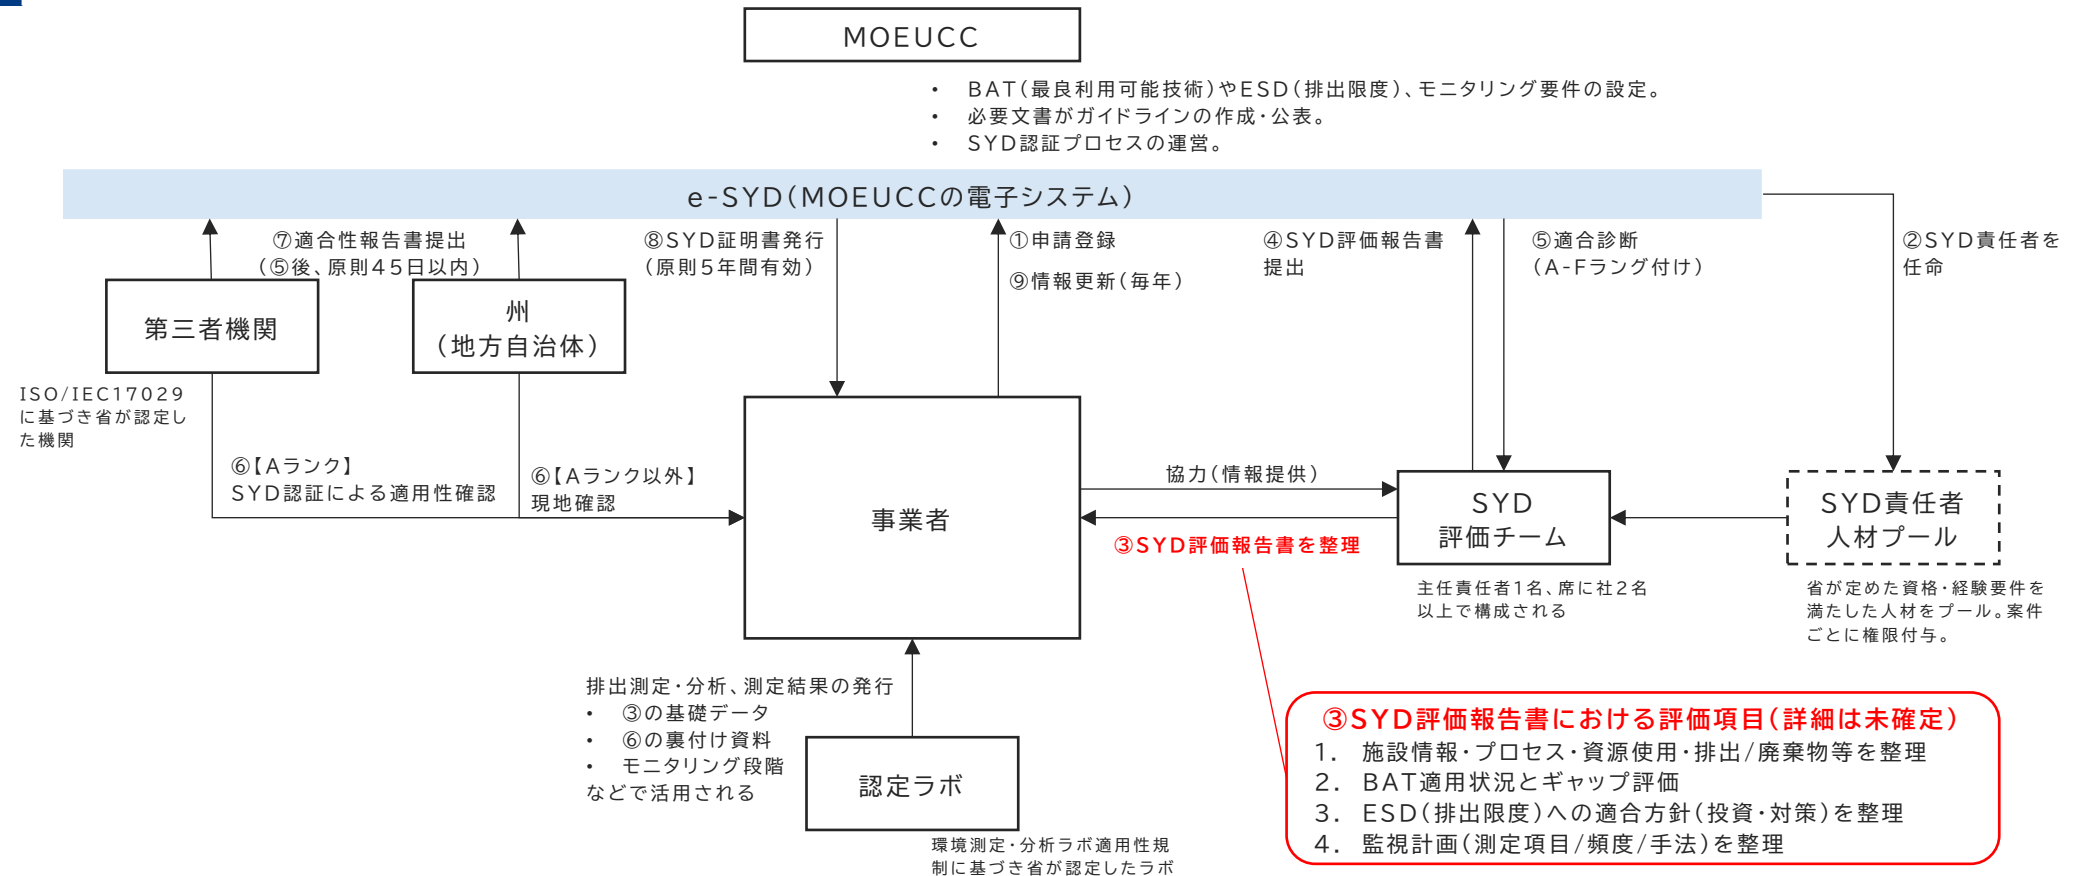 MOEUCC
• BAT(最良利用可能技術)やESD(排出限度)、モニタリング要件の設定。
• 必要文書がガイドラインの作成・公表。
• SYD認証プロセスの運営。
e-SYD(MOEUCCの電子システム)
⑦適合性報告書提出
(⑤後、原則45日以内)
⑧SYD証明書発行
(原則5年間有効)
①申請登録
⑨情報更新(毎年)
④SYD評価報告書
提出
⑤適合診断
(A-Fラング付け)
②SYD責任者を
任命
第三者機関
州
(地方自治体)
ISO/IEC17029
に基づき省が認定し
た機関
⑥【Aランク】
SYD認証による適用性確認
⑥【Aランク以外】
現地確認
事業者
協力(情報提供)
③SYD評価報告書を整理
SYD
評価チーム
SYD責任者
人材プール
主任責任者1名、席に社2名
以上で構成される
省が定めた資格・経験要件を
満たした人材をプール。案件
ごとに権限付与。
排出測定・分析、測定結果の発行
• ③の基礎データ
• ⑥の裏付け資料
• モニタリング段階
などで活用される
認定ラボ
環境測定・分析ラボ適用性規
制に基づき省が認定したラボ
③SYD評価報告書における評価項目(詳細は未確定)
1. 施設情報・プロセス・資源使用・排出/廃棄物等を整理
2. BAT適用状況とギャップ評価
3. ESD(排出限度)への適合方針(投資・対策)を整理
4. 監視計画(測定項目/頻度/手法)を整理